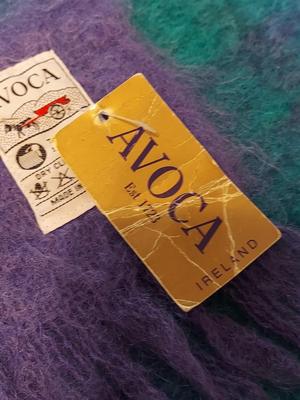 AVOCA
DRY CL
MADE IN
AVOCA
Est 1723
IRELAND